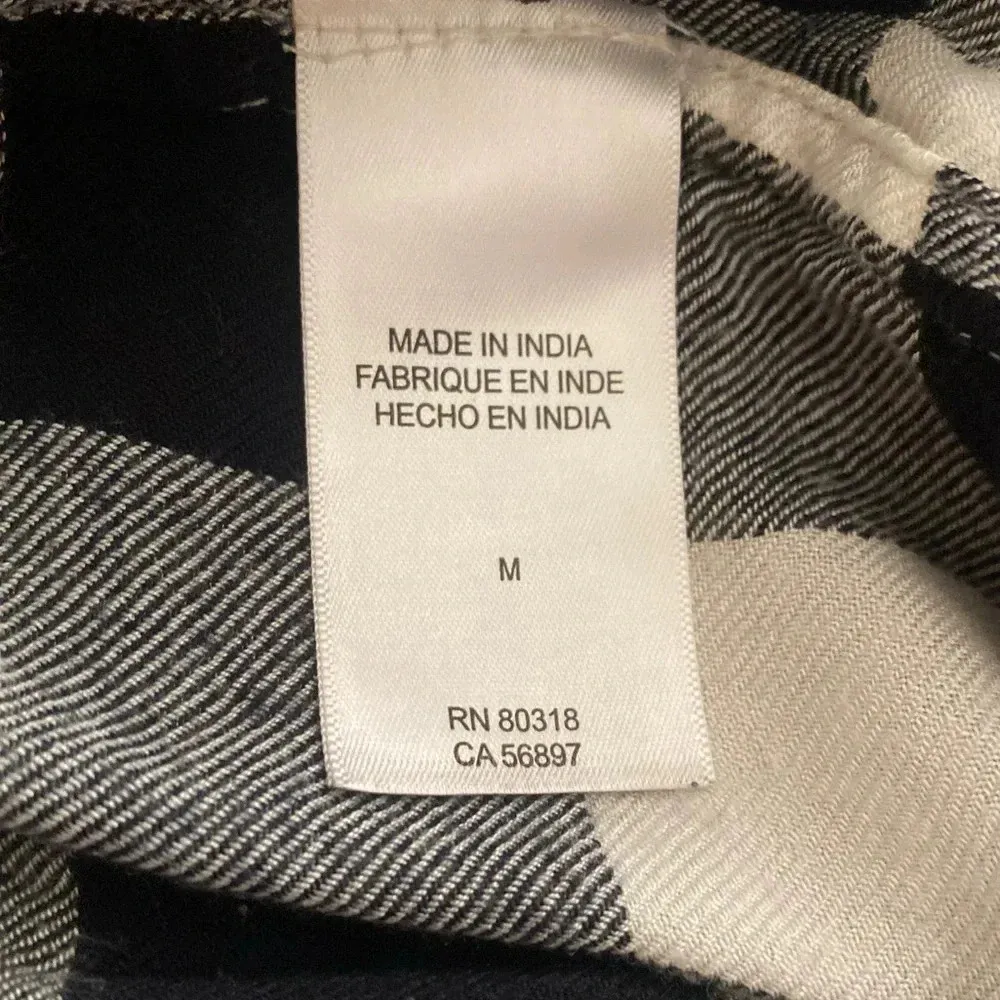 MADE IN INDIA
FABRIQUE EN INDE
HECHO EN INDIA
M
RN 80318
CA 56897